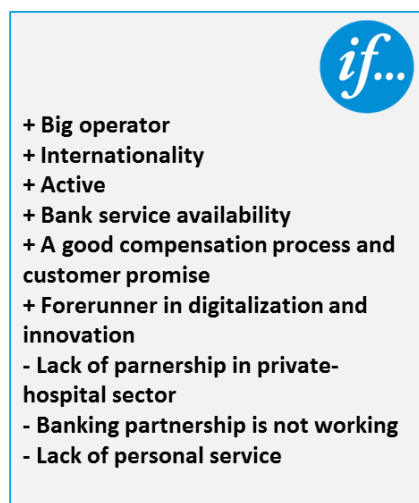 if...
+ Big operator
+ Internationality
+ Active
+ Bank service availability
+ A good compensation process and
customer promise
+ Forerunner in digitalization and
innovation
- Lack of parnership in private-
hospital sector
- Banking partnership is not working
- Lack of personal service